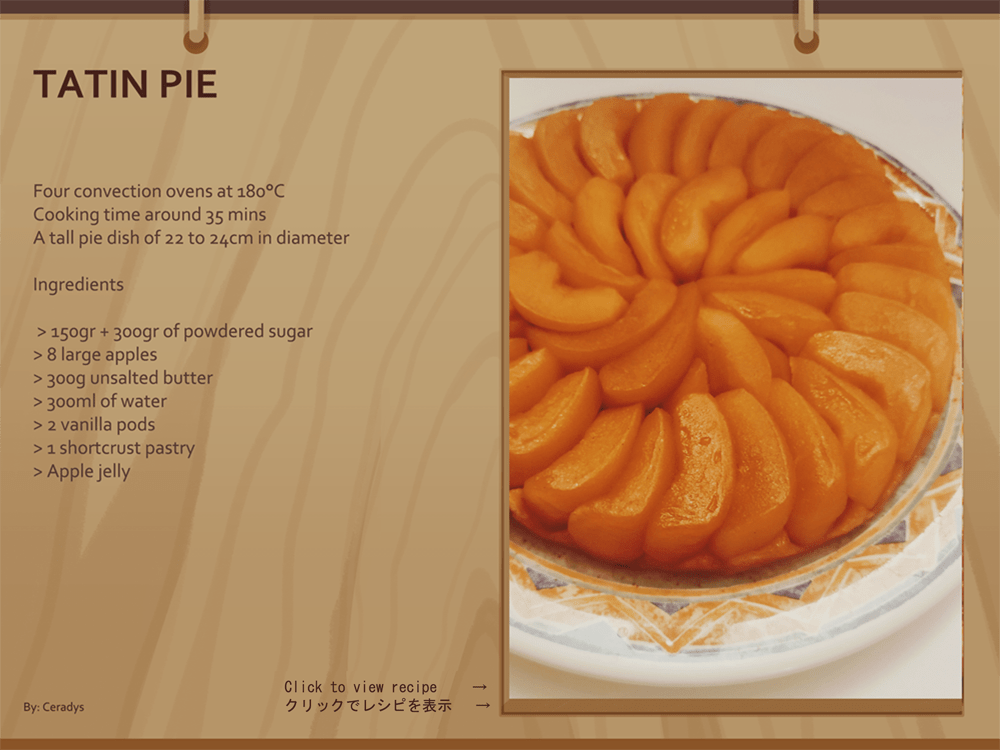 TATIN PIE
Four convection ovens at 180°C
Cooking time around 35 mins
A tall pie dish of 22 to 24cm in diameter
Ingredients
> 150gr + 300gr of powdered sugar
> 8 large apples
> 300g unsalted butter
> 300ml of water
> 2 vanilla pods
> 1 shortcrust pastry
> Apple jelly
Click to view recipe →
クリックでレシピを表示 →
By: Ceradys